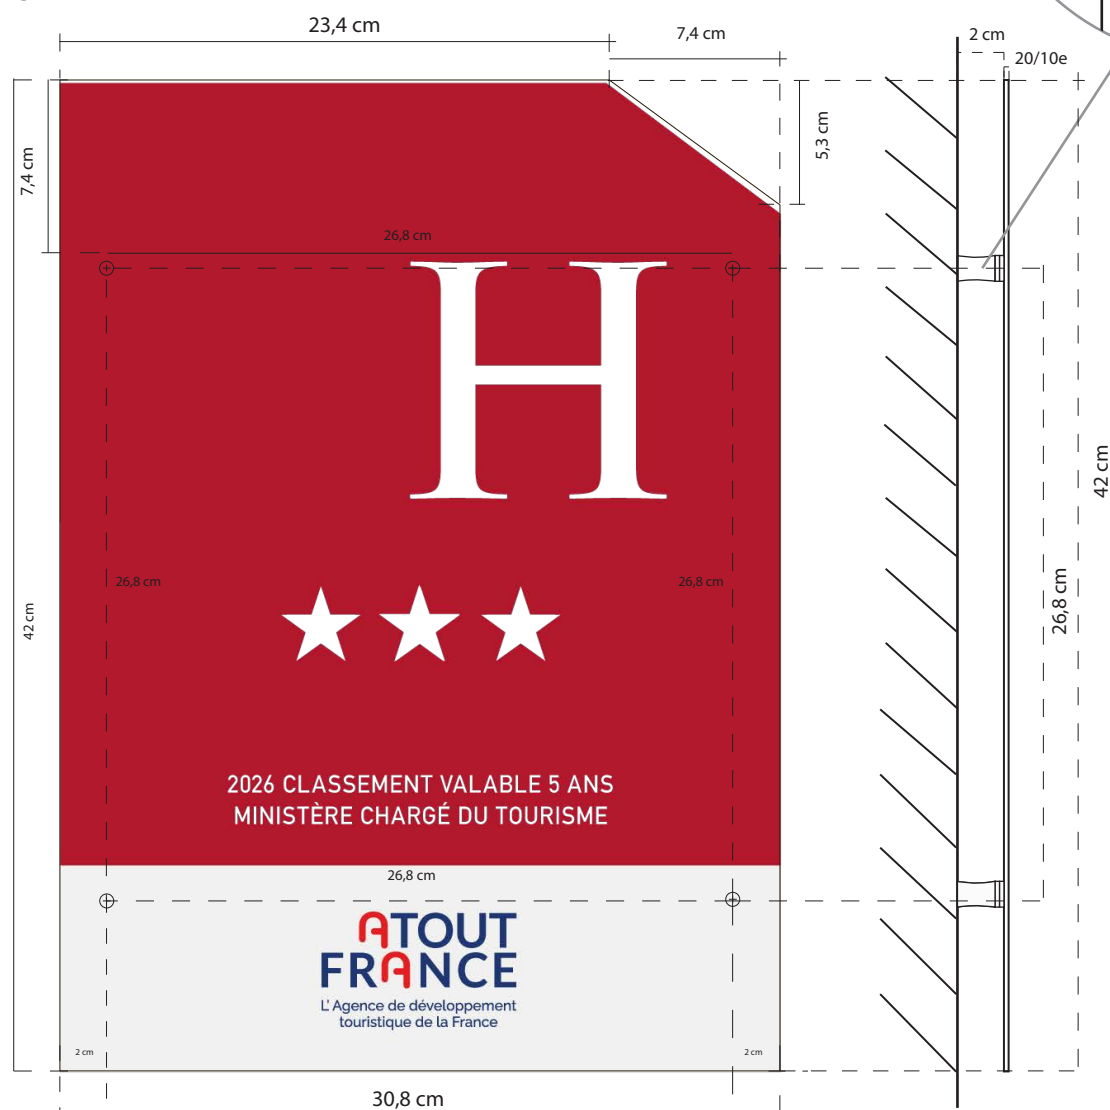 23,4 cm
7,4 cm
2 cm
20/10e
5,3 cm
7,4 cm
26,8 cm
H
42 cm
26,8 cm
26,8 cm
26,8 cm
42 cm
2026 CLASSEMENT VALABLE 5 ANS
MINISTÈRE CHARGÉ DU TOURISME
26,8 cm
ATOUT
FRANCE
L'Agence de développement
touristique de la France
2 cm
2 cm
30,8 cm